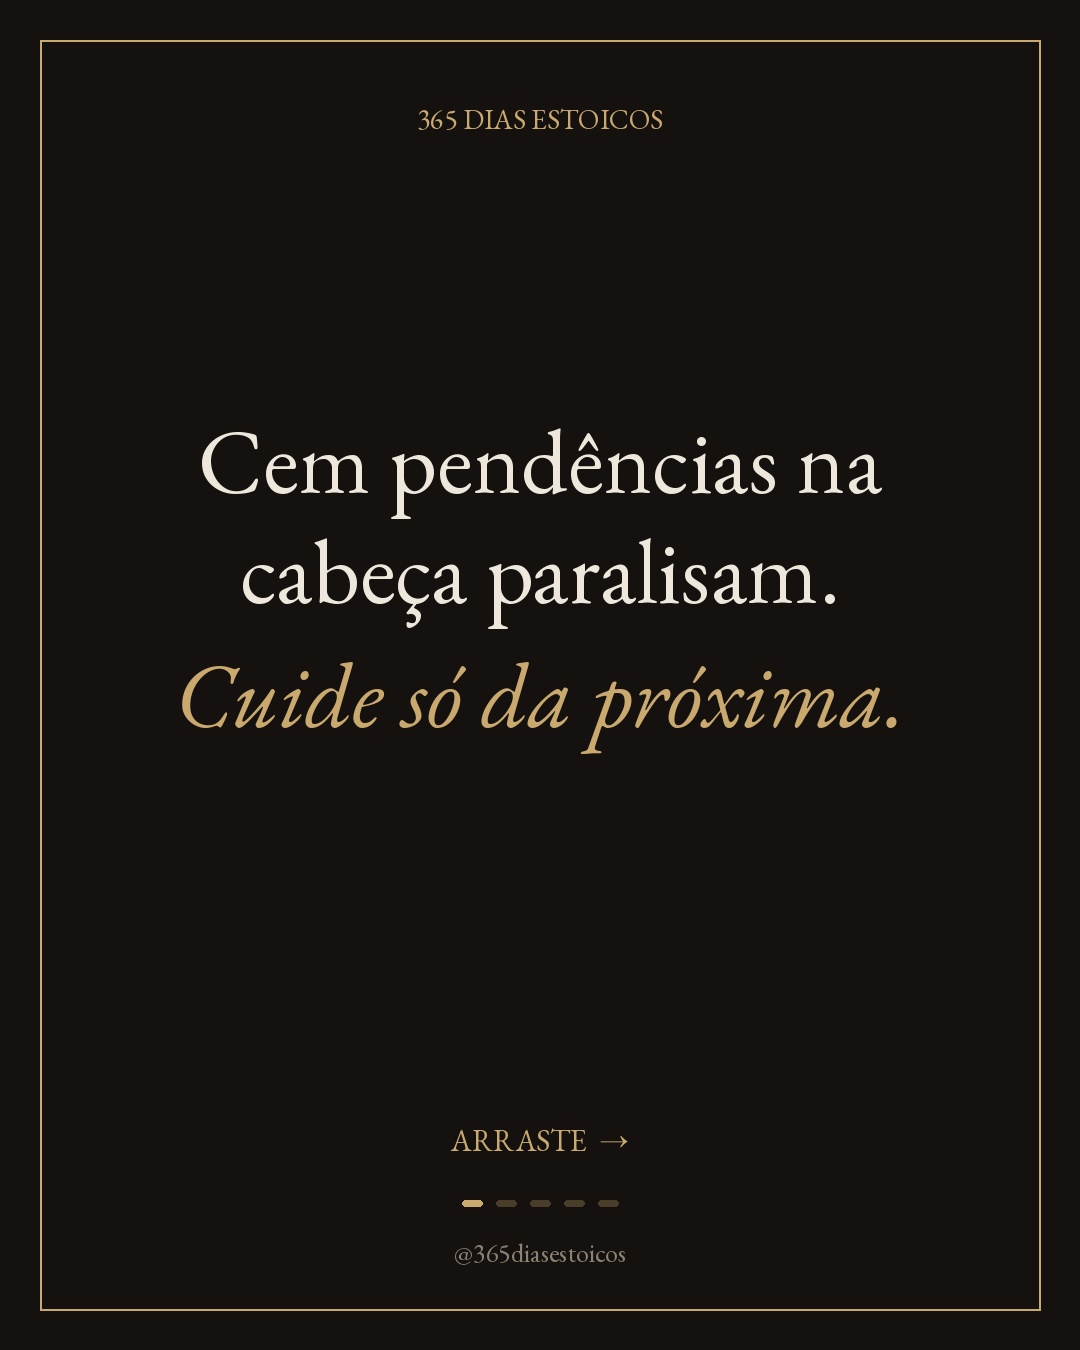 365 DIAS ESTOICOS
Cem pendências na
cabeça paralisam.
Cuide só da próxima.
ARRASTE →
@365diasestoicos